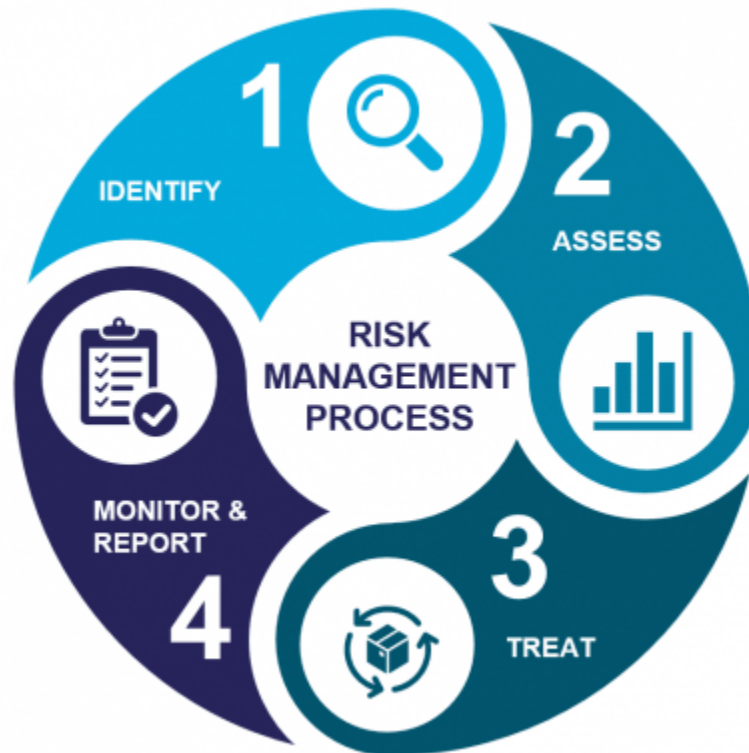 1
IDENTIFY
2
ASSESS
RISK
MANAGEMENT
PROCESS
3
TREAT
MONITOR &
REPORT
4